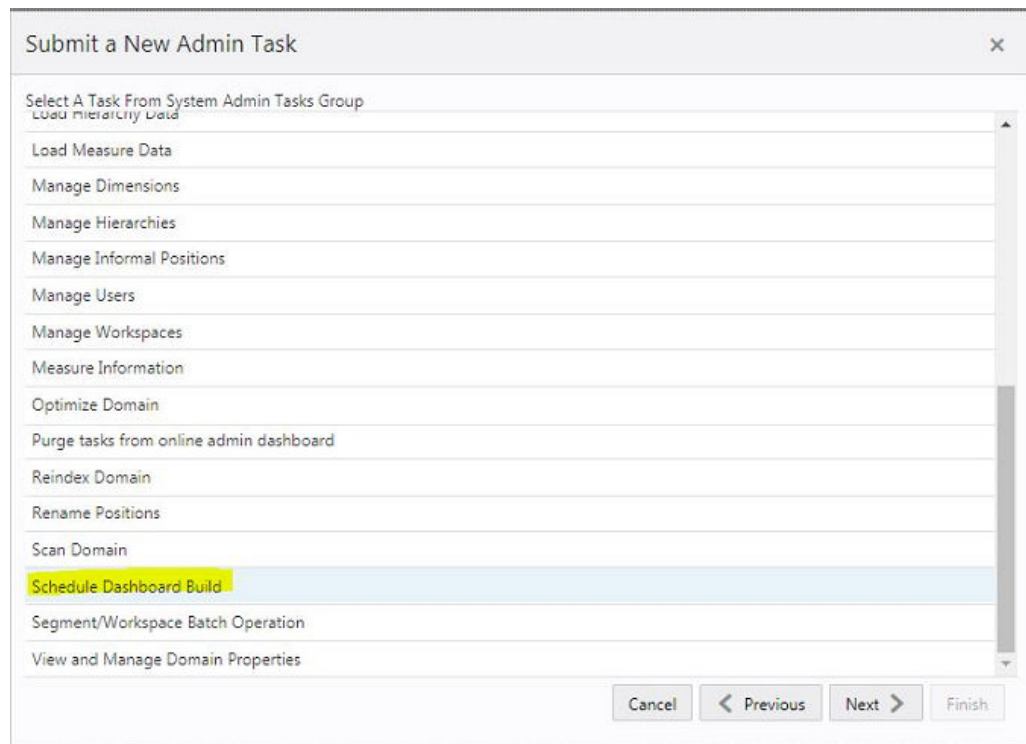 Submit a New Admin Task
Select A Task From System Admin Tasks Group
Load Hierarchy Data
Load Measure Data
Manage Dimensions
Manage Hierarchies
Manage Informal Positions
Manage Users
Manage Workspaces
Measure Information
Optimize Domain
Purge tasks from online admin dashboard
Reindex Domain
Rename Positions
Scan Domain
Schedule Dashboard Build
Segment/Workspace Batch Operation
View and Manage Domain Properties
Cancel Previous Next Finish